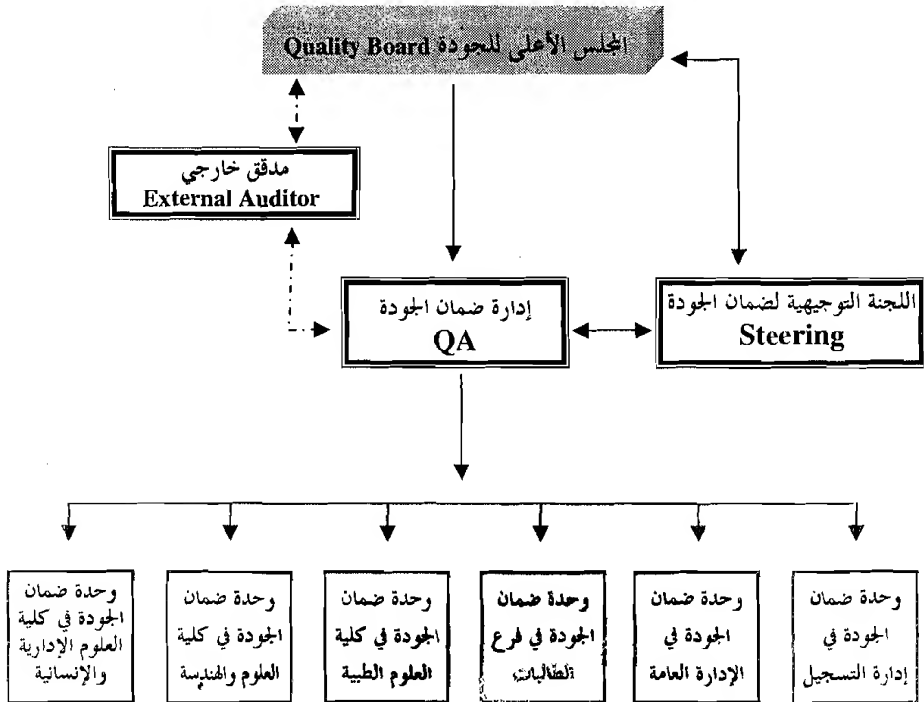 المجلس الأعلى للجودة Quality Board
مدقق خارجي
External Auditor
إدارة ضمان الجودة
QA
اللجنة التوجيهية لضمان الجودة
Steering
وحدة ضمان
الجودة في
إدارة التسجيل
وحدة ضمان
الجودة في
الإدارة العامة
وحدة ضمان
الجودة في فرع
الطالبات
وحدة ضمان
الجودة في كلية
العلوم الطبية
وحدة ضمان
الجودة في كلية
العلوم والهندسة
وحدة ضمان
الجودة في كلية
العلوم الإدارية
والإنسانية